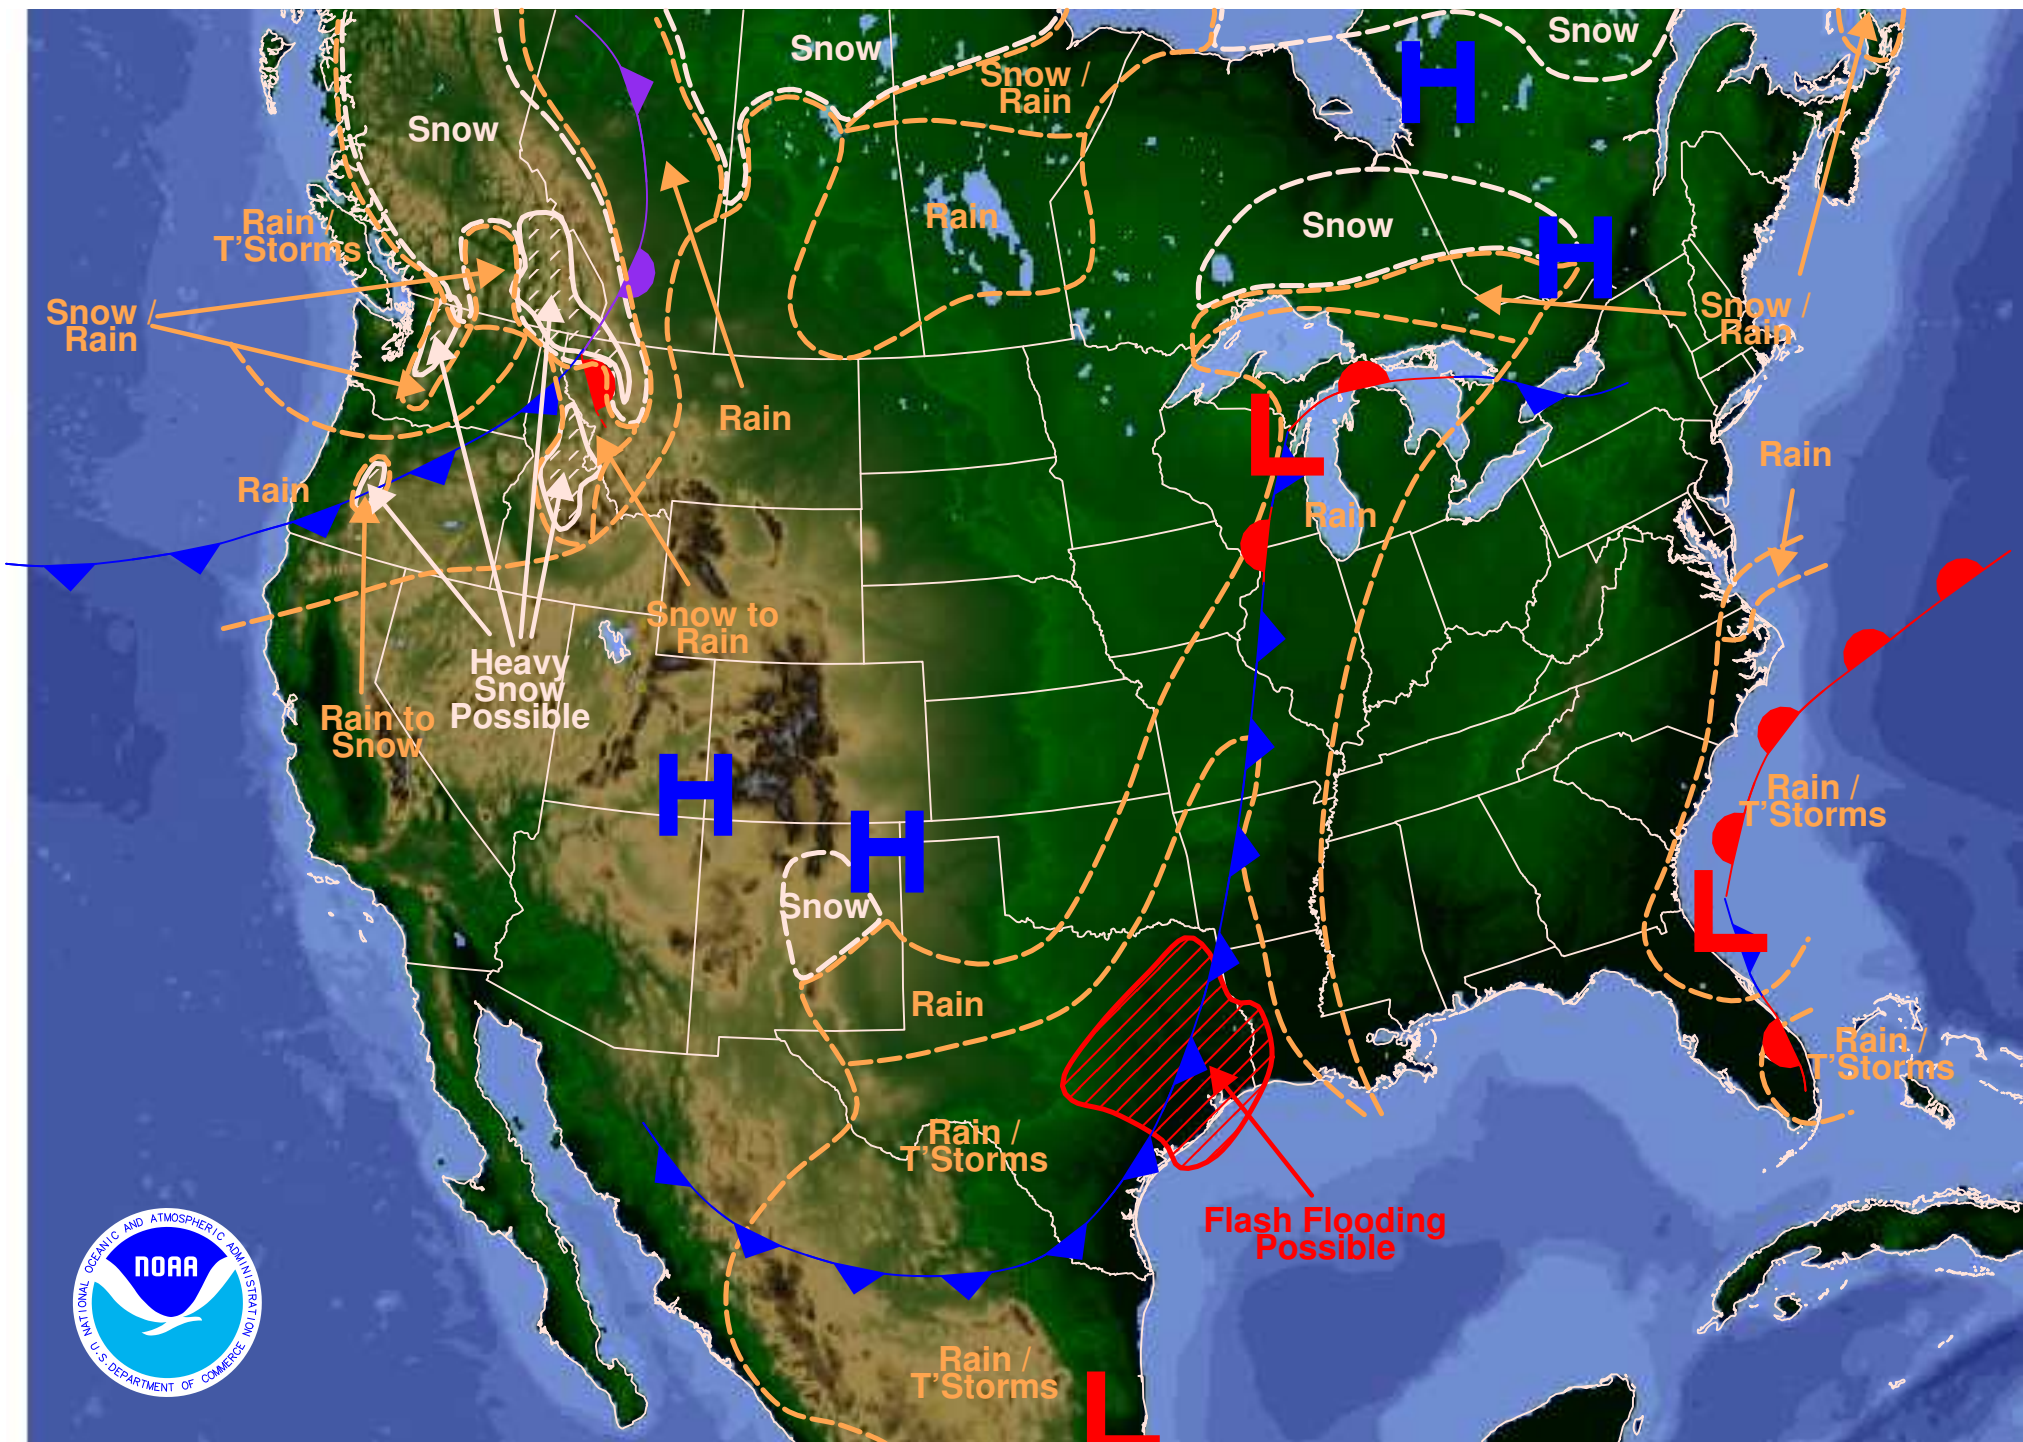 Snow
Snow
H
Snow /
Rain
Snow
Rain /
T'Storms
Rain
Snow
H
Snow /
Rain
Snow /
Rain
Rain
L
Rain
Rain
Rain
Snow to
Rain
Heavy
Snow
Possible
Rain to
Snow
H
H
Rain /
T'Storms
Snow
L
Rain
Rain /
T'Storms
Rain /
T'Storms
Flash Flooding
Possible
Rain /
T'Storms
L
NATIONAL OCEANIC AND ATMOSPHERIC ADMINISTRATION
NOAA
U.S. DEPARTMENT OF COMMERCE